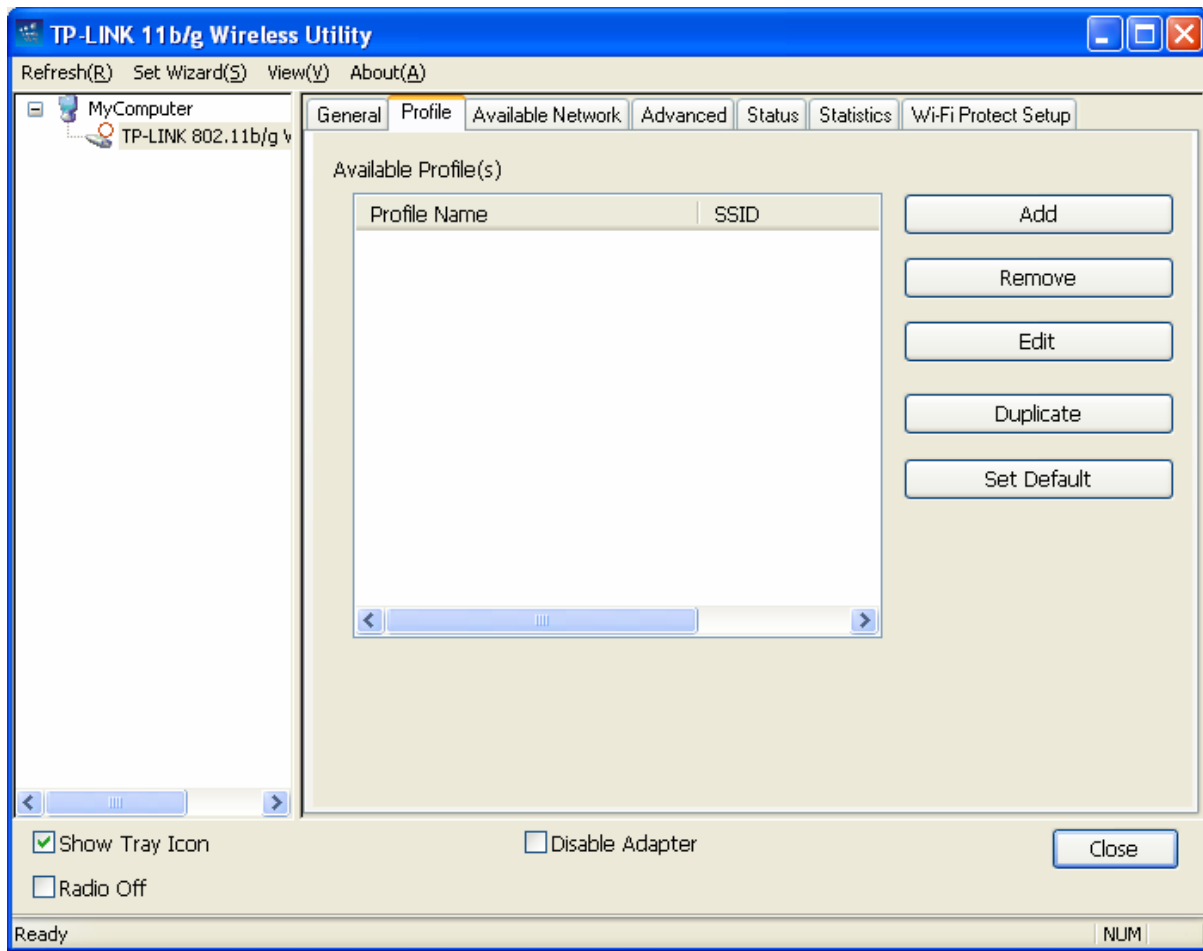 TP-LINK 11b/g Wireless Utility
Refresh(R) Set Wizard(S) View(V) About(A)
MyComputer
TP-LINK 802.11b/g
General Profile Available Network Advanced Status Statistics Wi-Fi Protect Setup
Available Profile(s)
Profile Name SSID
Add
Remove
Edit
Duplicate
Set Default
Show Tray Icon
Disable Adapter
Close
Radio Off
Ready
NUM